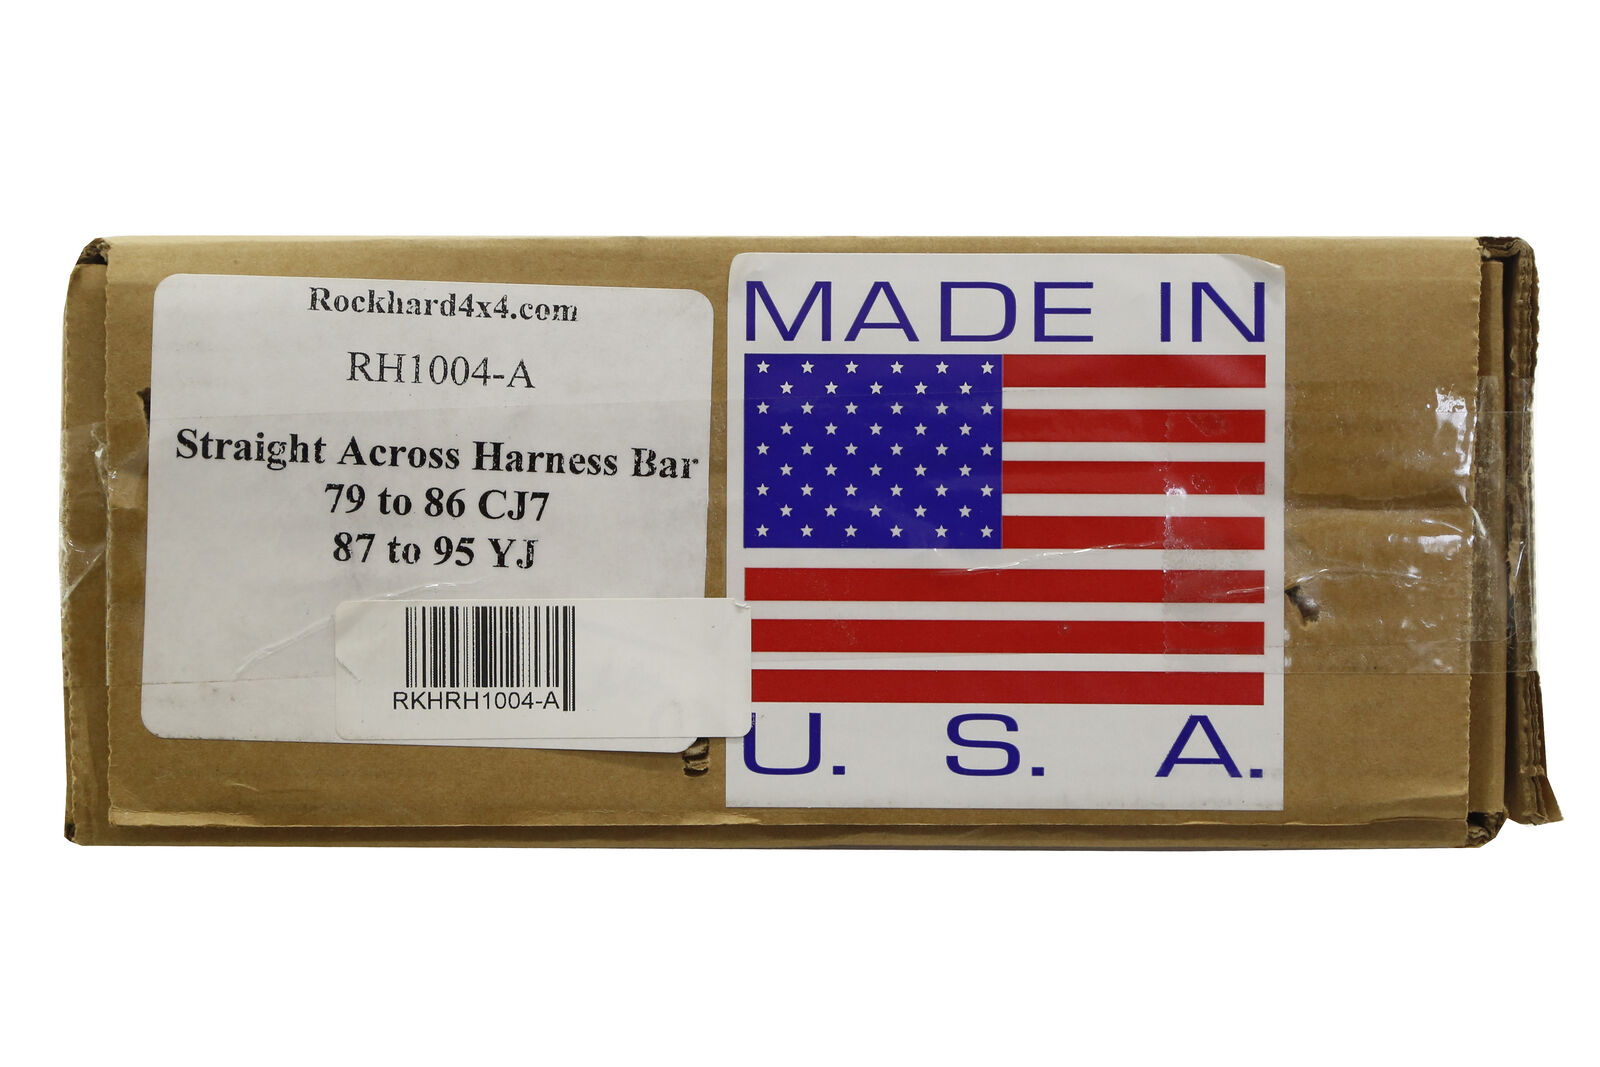 Rockhard4x4.com
RH1004-A
Straight Across Harness Bar
79 to 86 CJ7
87 to 95 YJ
RKHRH1004-A
MADE IN
U. S. A.